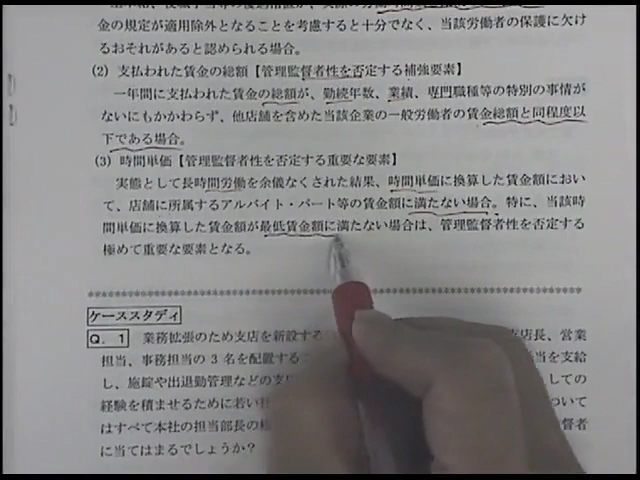 金の規定が適用除外となることを考慮すると十分でなく、当該労働者の保護に欠け
るおそれがあると認められる場合。
(2) 支払われた賃金の総額【管理監督者性を否定する補強要素】
一年間に支払われた賃金の総額が、勤続年数、業績、専門職種等の特別の事情が
ないにもかかわらず、他店舗を含めた当該企業の一般労働者の賃金総額と同程度以
下である場合。
(3) 時間単価【管理監督者性を否定する重要な要素】
実態として長時間労働を余儀なくされた結果、時間単価に換算した賃金額におい
て、店舗に所属するアルバイト・パート等の賃金額に満たない場合。特に、当該時
間単価に換算した賃金額が最低賃金額に満たない場合は、管理監督者性を否定する
極めて重要な要素となる。
ケーススタディ
Q.1 業務拡張のため支店を新設する 支店長、営業
担当、事務担当の3名を配置する 当を支給
し、施錠や出退勤管理などの支 しての
経験を積ませるために若い社 ついて
はすべて本社の担当部長の 督者
に当てはまるでしょうか？